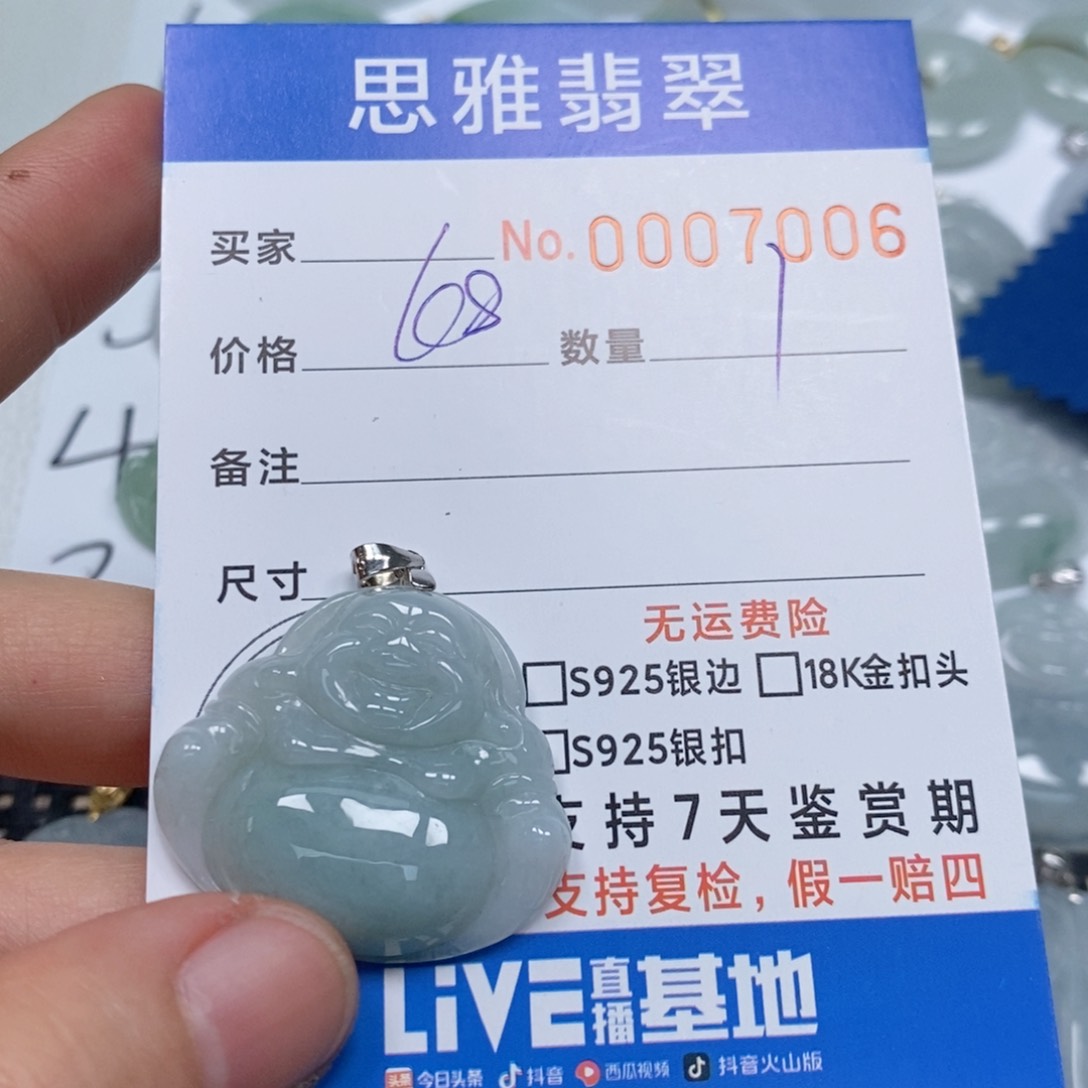 思雅翡翠
买家 No. 0007006
价格 68 数量 1
备注
尺寸
无运费险
S925银边 18K金扣头
S925银扣
支持7天鉴赏期
支持复检，假一赔四
LiVE直播基地
头条 今日头条 抖音 西瓜视频 抖音火山版
4